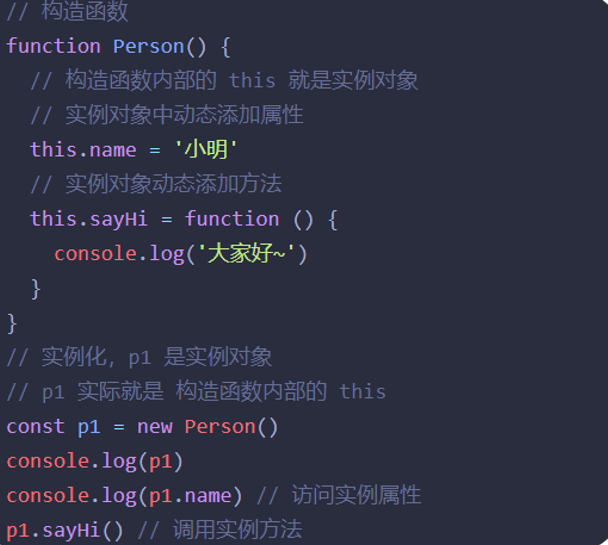 // 构造函数
function Person() {
  // 构造函数内部的 this 就是实例对象
  // 实例对象中动态添加属性
  this.name = '小明'
  // 实例对象动态添加方法
  this.sayHi = function () {
    console.log('大家好~')
  }
}
// 实例化，p1 是实例对象
// p1 实际就是 构造函数内部的 this
const p1 = new Person()
console.log(p1)
console.log(p1.name) // 访问实例属性
p1.sayHi() // 调用实例方法